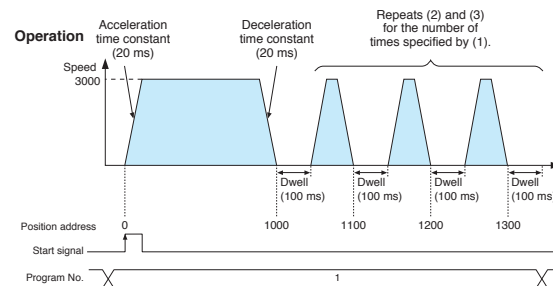 Operation
Acceleration
time constant
(20 ms)
Deceleration
time constant
(20 ms)
Repeats (2) and (3)
for the number of
times specified by (1).
Speed
3000
Dwell
(100 ms)
Dwell
(100 ms)
Dwell
(100 ms)
Dwell
(100 ms)
Position address 0 1000 1100 1200 1300
Start signal
Program No. 1